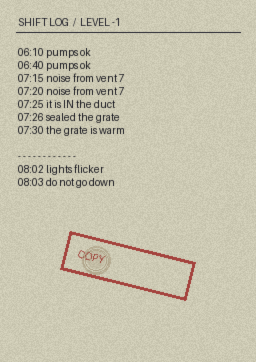 SHIFT LOG / LEVEL -1
06:10 pumps ok
06:40 pumps ok
07:15 noise from vent 7
07:20 noise from vent 7
07:25 it is IN the duct
07:26 sealed the grate
07:30 the grate is warm
- - - - - - - - - - - -
08:02 lights flicker
08:03 do not go down
COPY